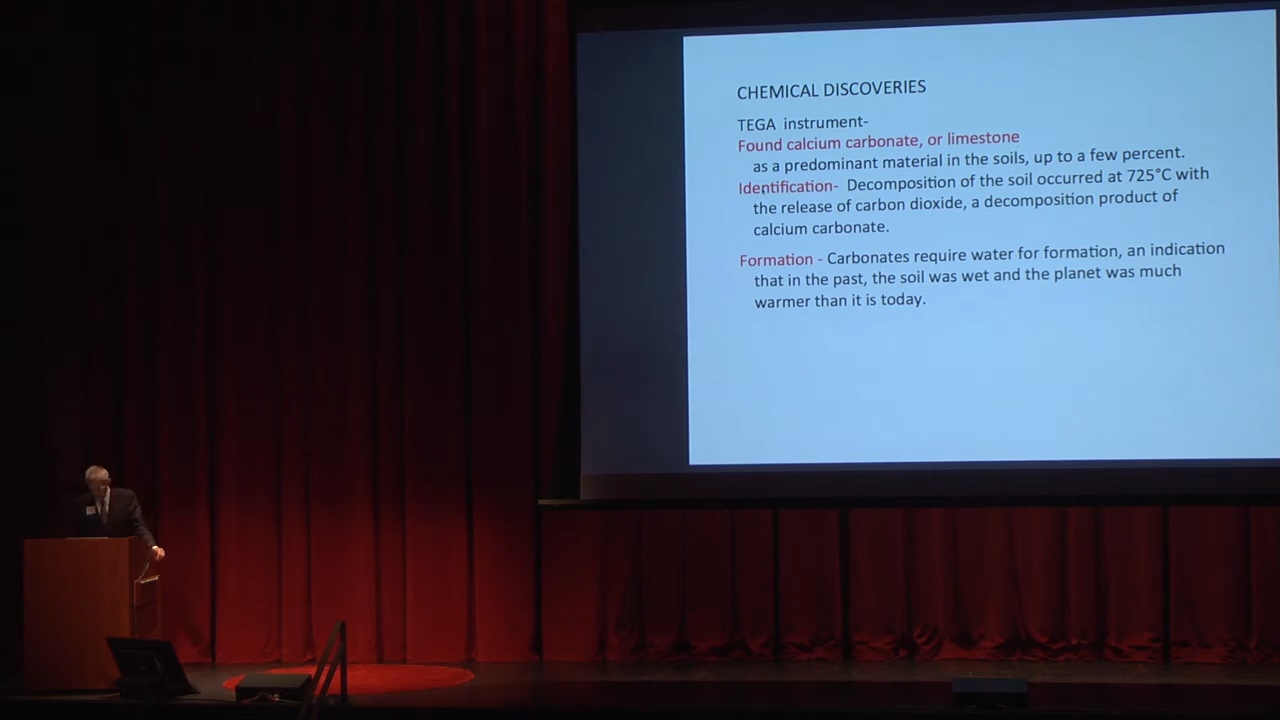 CHEMICAL DISCOVERIES
TEGA instrument-
Found calcium carbonate, or limestone
as a predominant material in the soils, up to a few percent.
Identification- Decomposition of the soil occurred at 725°C with
the release of carbon dioxide, a decomposition product of
calcium carbonate.
Formation - Carbonates require water for formation, an indication
that in the past, the soil was wet and the planet was much
warmer than it is today.